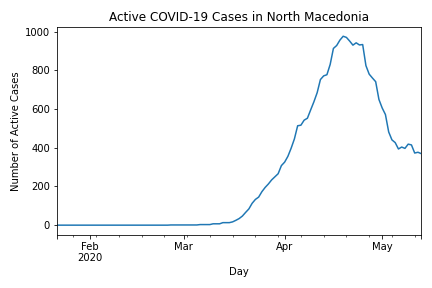 Active COVID-19 Cases in North Macedonia
1000
800
600
400
200
0
Number of Active Cases
Feb
2020
Mar
Apr
May
Day